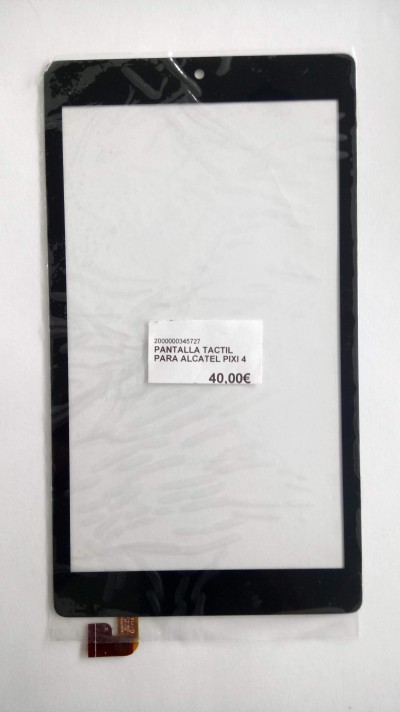 2000000345727
PANTALLA TACTIL
PARA ALCATEL PIXI 4
40,00€